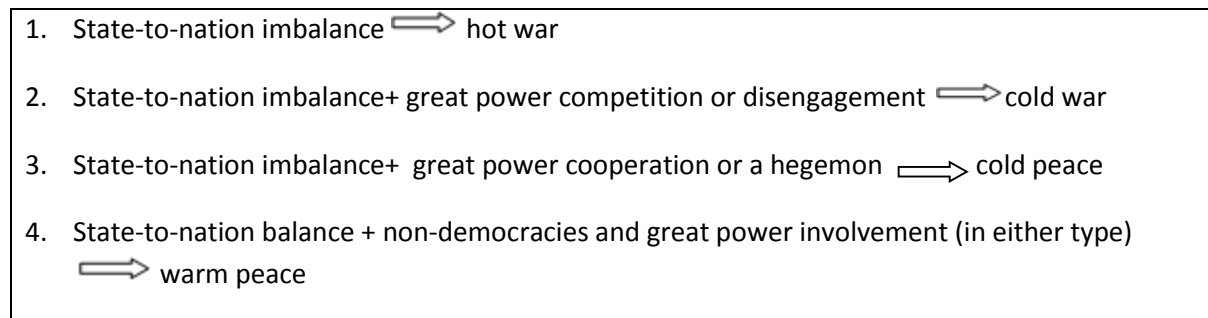 1. State-to-nation imbalance ⟹ hot war
2. State-to-nation imbalance+ great power competition or disengagement ⟹ cold war
3. State-to-nation imbalance+ great power cooperation or a hegemon ⟹ cold peace
4. State-to-nation balance + non-democracies and great power involvement (in either type)
⟹ warm peace